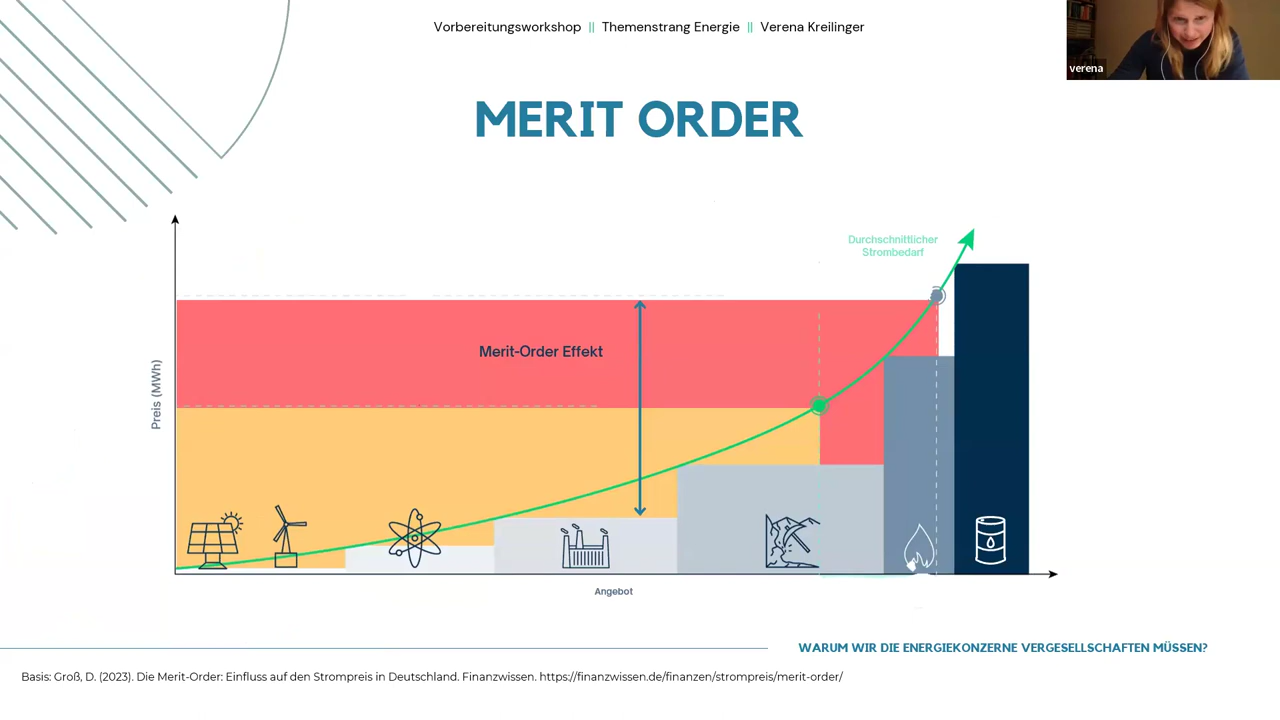 Vorbereitungsworkshop || Themenstrang Energie || Verena Kreilinger
verena
MERIT ORDER
Durchschnittlicher
Strombedarf
Merit-Order Effekt
Preis (MWh)
Angebot
WARUM WIR DIE ENERGIEKONZERNE VERGESELLSCHAFTEN MÜSSEN?
Basis: Groß, D. (2023). Die Merit-Order: Einfluss auf den Strompreis in Deutschland. Finanzwissen. https://finanzwissen.de/finanzen/strompreis/merit-order/